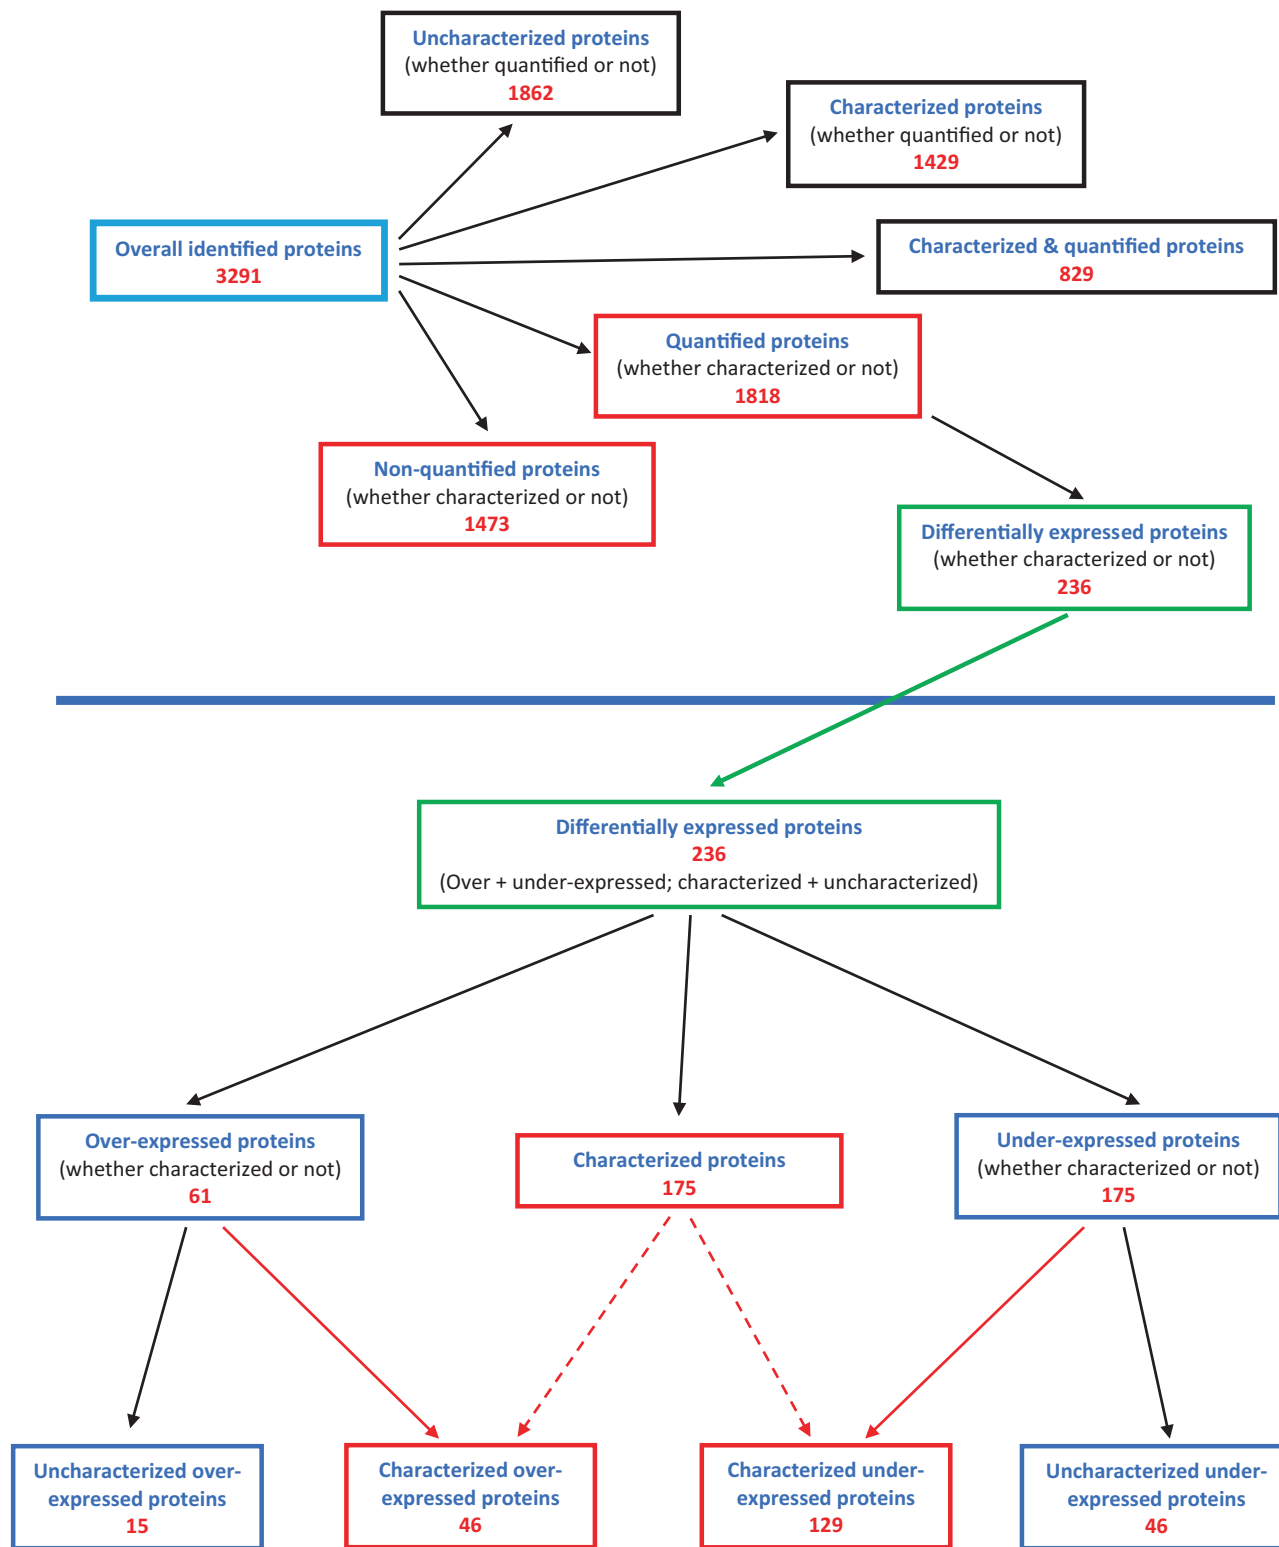 Uncharacterized proteins
(whether quantified or not)
1862
Characterized proteins
(whether quantified or not)
1429
Overall identified proteins
3291
Characterized & quantified proteins
829
Quantified proteins
(whether characterized or not)
1818
Non-quantified proteins
(whether characterized or not)
1473
Differentially expressed proteins
(whether characterized or not)
236
Differentially expressed proteins
236
(Over + under-expressed; characterized + uncharacterized)
Over-expressed proteins
(whether characterized or not)
61
Characterized proteins
175
Under-expressed proteins
(whether characterized or not)
175
Uncharacterized over-
expressed proteins
15
Characterized over-
expressed proteins
46
Characterized under-
expressed proteins
129
Uncharacterized under-
expressed proteins
46